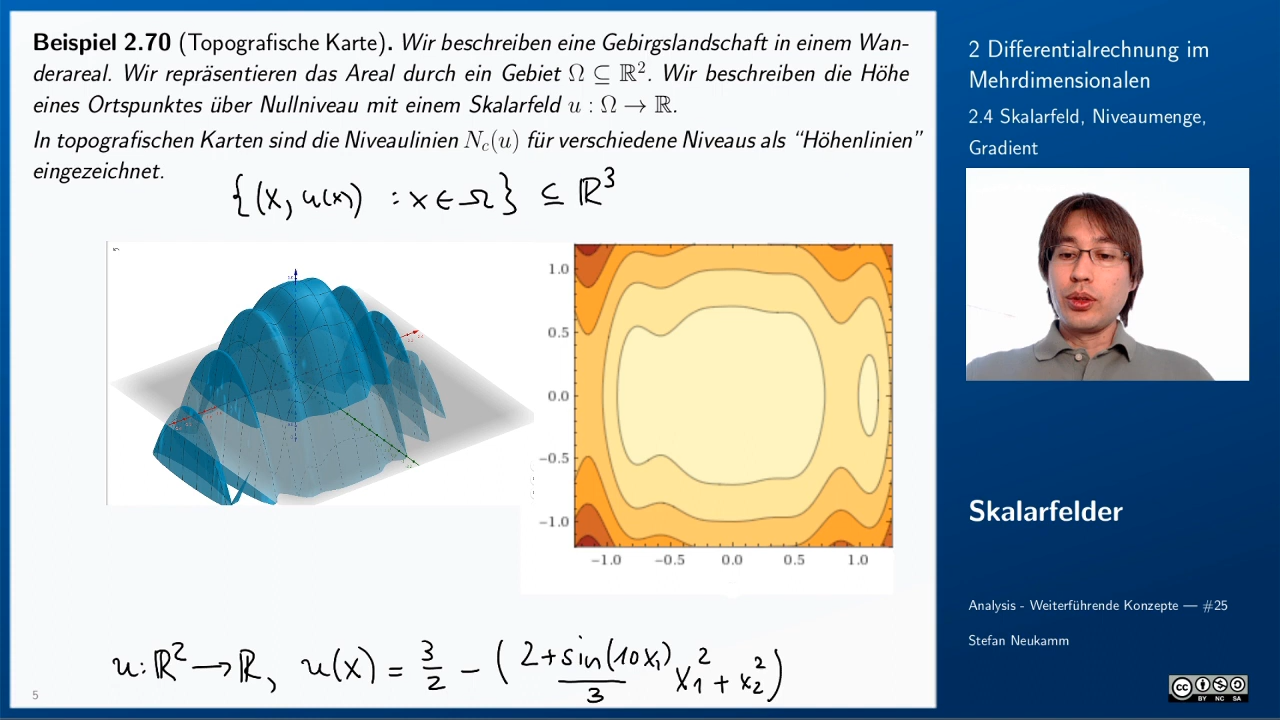 Beispiel 2.70 (Topografische Karte). Wir beschreiben eine Gebirgslandschaft in einem Wan-
derareal. Wir repräsentieren das Areal durch ein Gebiet Ω ⊆ ℝ². Wir beschreiben die Höhe
eines Ortspunktes über Nullniveau mit einem Skalarfeld u : Ω → ℝ.
In topografischen Karten sind die Niveaulinien N_c(u) für verschiedene Niveaus als “Höhenlinien”
eingezeichnet.
{(x, u(x)) : x ∈ Ω} ⊆ ℝ³
1.0
0.5
0.0
−0.5
−1.0
−1.0 −0.5 0.0 0.5 1.0
u: ℝ² → ℝ, u(x) = 3/2 − ( (2+sin(10x₁))/3 x₁² + x₂² )
5
2 Differentialrechnung im
Mehrdimensionalen
2.4 Skalarfeld, Niveaumenge,
Gradient
Skalarfelder
Analysis - Weiterführende Konzepte — #25
Stefan Neukamm
cc
BY NC SA